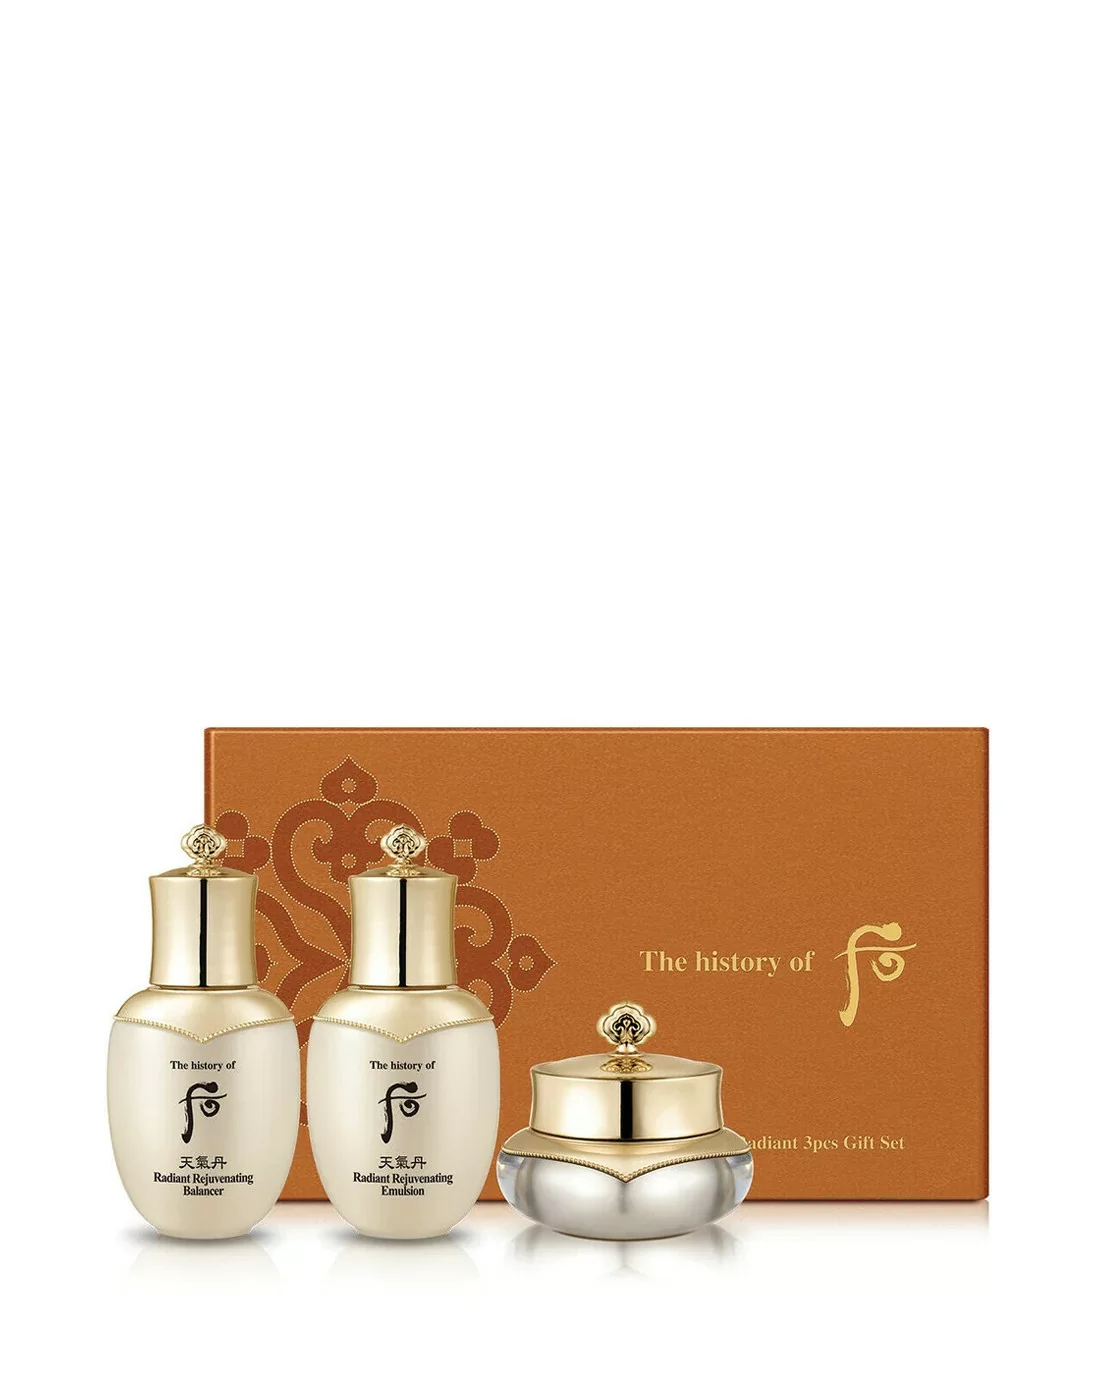 The history of 后
adiant 3pcs Gift Set
The history of
后
天氣丹
Radiant Rejuvenating
Balancer
The history of
后
天氣丹
Radiant Rejuvenating
Emulsion